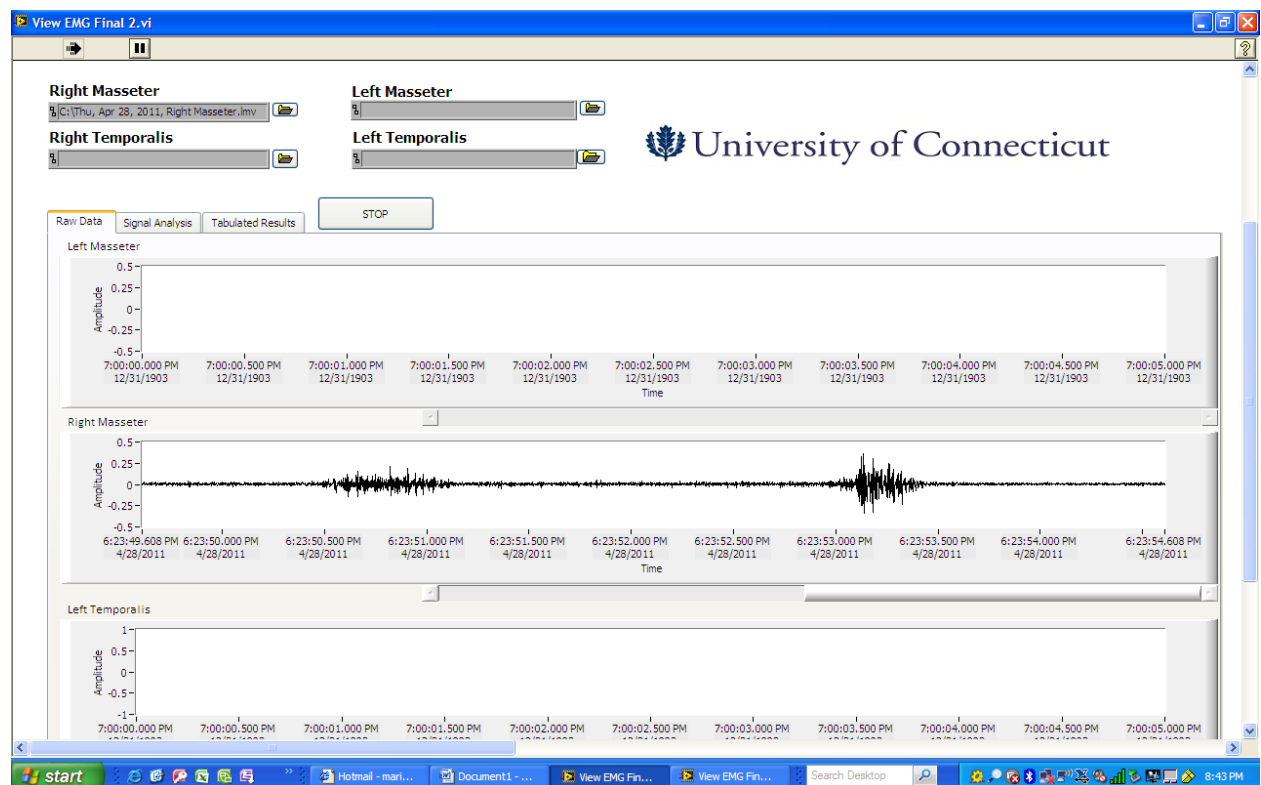 View EMG Final 2.vi
Right Masseter
Left Masseter
C:\Thu, Apr 28, 2011, Right Masseter.lmv
Right Temporalis
Left Temporalis
University of Connecticut
Raw Data
Signal Analysis
Tabulated Results
STOP
Left Masseter
Amplitude
0.5
0.25
0
-0.25
-0.5
7:00:00.000 PM 7:00:00.500 PM 7:00:01.000 PM 7:00:01.500 PM 7:00:02.000 PM 7:00:02.500 PM 7:00:03.000 PM 7:00:03.500 PM 7:00:04.000 PM 7:00:04.500 PM 7:00:05.000 PM
12/31/1903 12/31/1903 12/31/1903 12/31/1903 12/31/1903 12/31/1903 12/31/1903 12/31/1903 12/31/1903 12/31/1903 12/31/1903
Time
Right Masseter
Amplitude
0.5
0.25
0
-0.25
-0.5
6:23:49.608 PM 6:23:50.000 PM 6:23:50.500 PM 6:23:51.000 PM 6:23:51.500 PM 6:23:52.000 PM 6:23:52.500 PM 6:23:53.000 PM 6:23:53.500 PM 6:23:54.000 PM 6:23:54.608 PM
4/28/2011 4/28/2011 4/28/2011 4/28/2011 4/28/2011 4/28/2011 4/28/2011 4/28/2011 4/28/2011 4/28/2011 4/28/2011
Time
Left Temporalis
Amplitude
1
0.5
0
-0.5
-1
7:00:00.000 PM 7:00:00.500 PM 7:00:01.000 PM 7:00:01.500 PM 7:00:02.000 PM 7:00:02.500 PM 7:00:03.000 PM 7:00:03.500 PM 7:00:04.000 PM 7:00:04.500 PM 7:00:05.000 PM
start
Hotmail - mari...
Document1 - ...
View EMG Fin...
View EMG Fin...
Search Desktop
8:43 PM